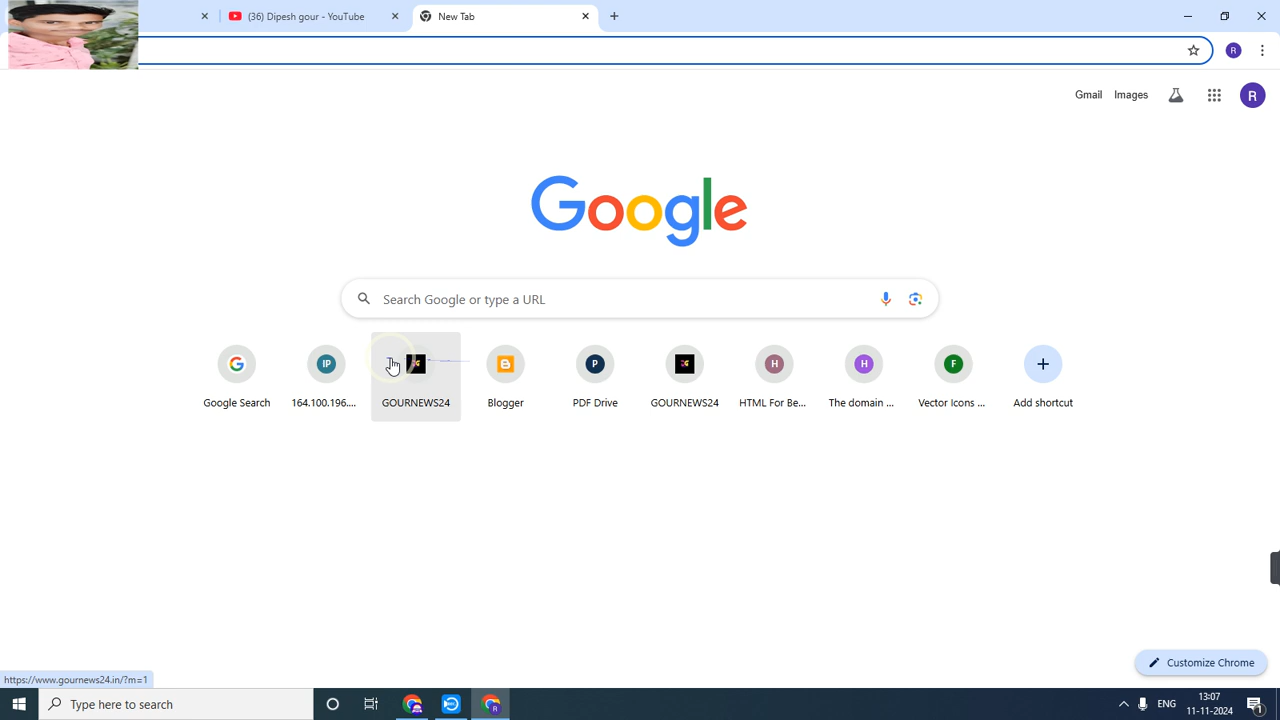 (36) Dipesh gour - YouTube
New Tab
R
Gmail
Images
R
Google
Search Google or type a URL
G
IP
B
P
H
H
F
Google Search
164.100.196....
GOURNEWS24
Blogger
PDF Drive
GOURNEWS24
HTML For Be...
The domain ...
Vector Icons ...
Add shortcut
Customize Chrome
https://www.gournews24.in/?m=1
Type here to search
R
ENG
13:07
11-11-2024
1